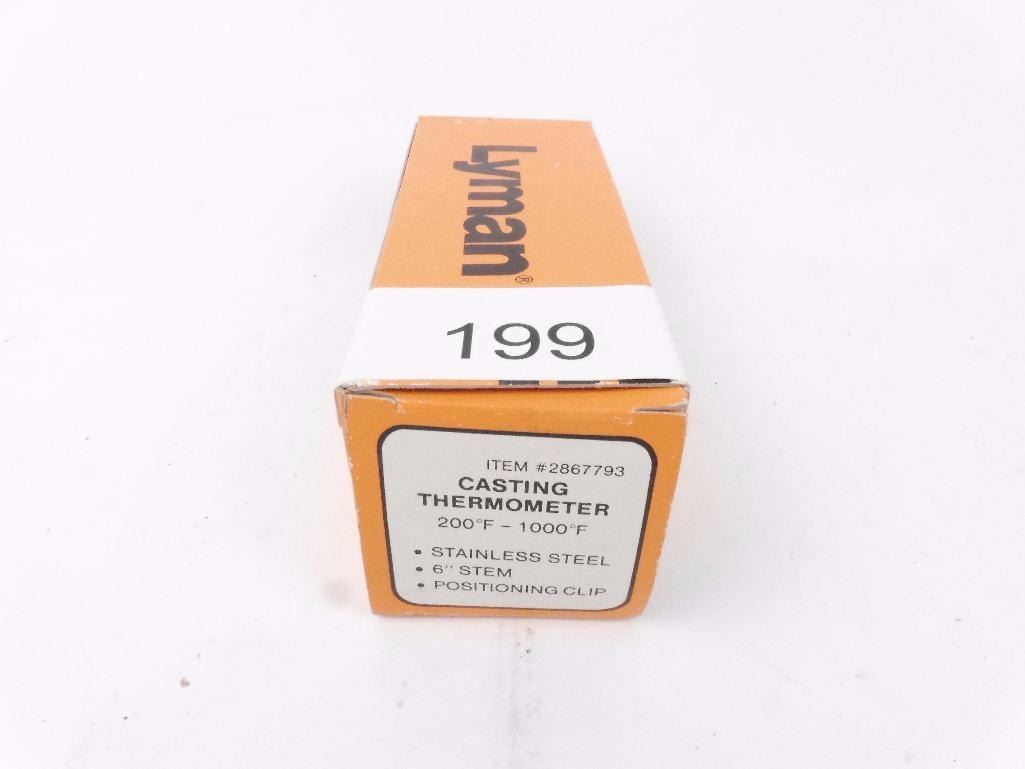 Lyman®
199
ITEM #2867793
CASTING
THERMOMETER
200°F - 1000°F
• STAINLESS STEEL
• 6" STEM
• POSITIONING CLIP